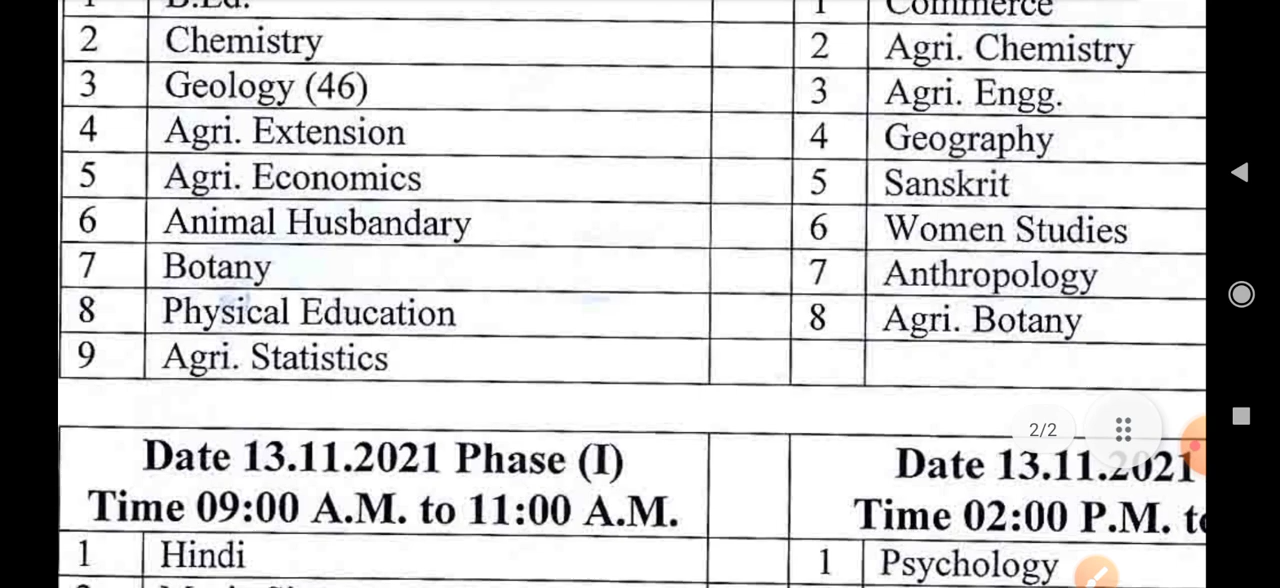 1 B.Ed. 1 Commerce
2 Chemistry 2 Agri. Chemistry
3 Geology (46) 3 Agri. Engg.
4 Agri. Extension 4 Geography
5 Agri. Economics 5 Sanskrit
6 Animal Husbandary 6 Women Studies
7 Botany 7 Anthropology
8 Physical Education 8 Agri. Botany
9 Agri. Statistics
2/2
Date 13.11.2021 Phase (I) Date 13.11.2021
Time 09:00 A.M. to 11:00 A.M. Time 02:00 P.M. to
1 Hindi 1 Psychology